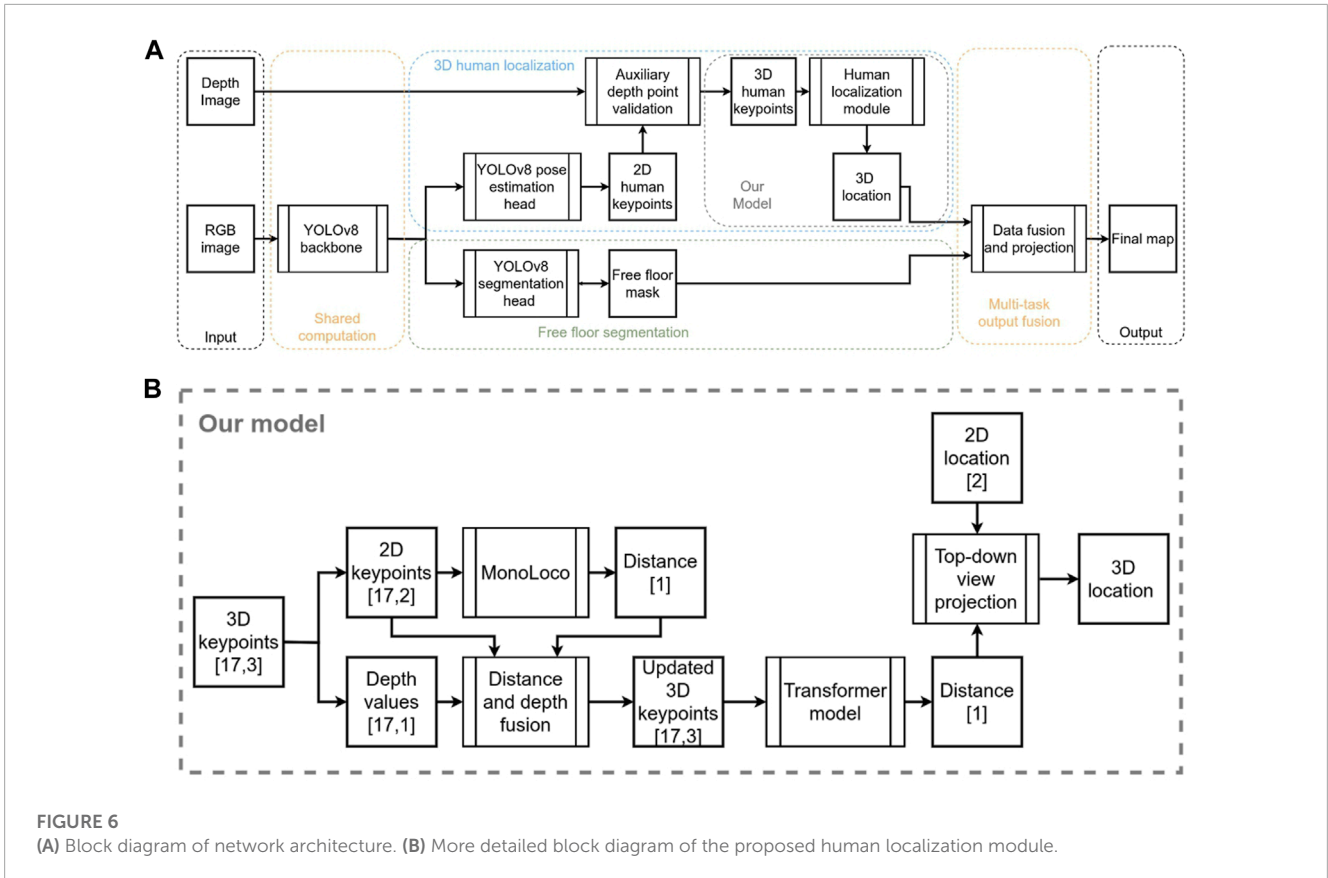 A
Depth
Image
3D human localization
Auxiliary
depth point
validation
3D
human
keypoints
Human
localization
module
YOLOv8 pose
estimation
head
2D
human
keypoints
Our
Model
3D
location
RGB
image
YOLOv8
backbone
Data fusion
and projection
Final map
YOLOv8
segmentation
head
Free floor
mask
Input
Shared
computation
Free floor segmentation
Multi-task
output fusion
Output
B
Our model
2D
location
[2]
2D
keypoints
[17,2]
MonoLoco
Distance
[1]
Top-down
view
projection
3D
location
3D
keypoints
[17,3]
Depth
values
[17,1]
Distance
and depth
fusion
Updated
3D
keypoints
[17,3]
Transformer
model
Distance
[1]
FIGURE 6
(A) Block diagram of network architecture. (B) More detailed block diagram of the proposed human localization module.